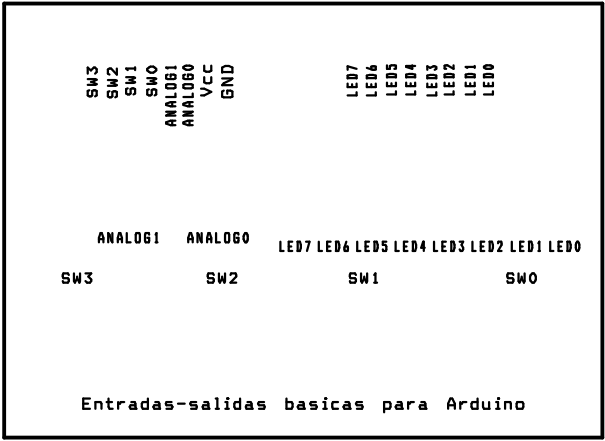 SW3 SW2 SW1 SW0 ANALOG1 ANALOG0 Vcc GND LED7 LED6 LED5 LED4 LED3 LED2 LED1 LED0
ANALOG1 ANALOG0 LED7 LED6 LED5 LED4 LED3 LED2 LED1 LED0
SW3 SW2 SW1 SW0
Entradas-salidas basicas para Arduino